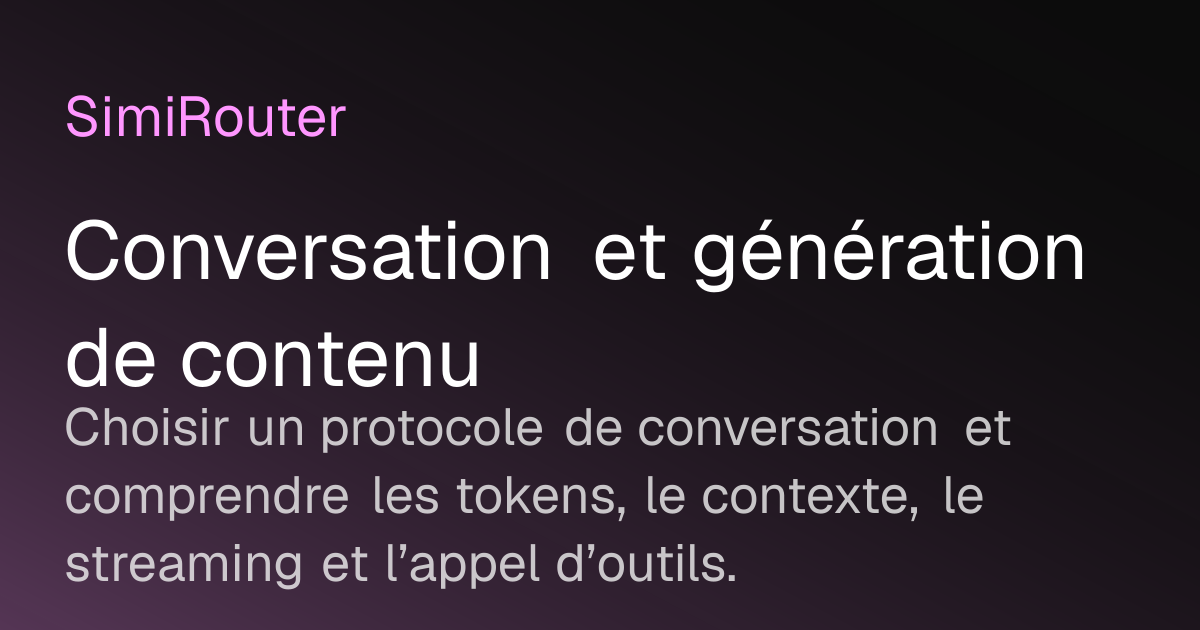 SimiRouter
Conversation et génération
de contenu
Choisir un protocole de conversation et
comprendre les tokens, le contexte, le
streaming et l’appel d’outils.